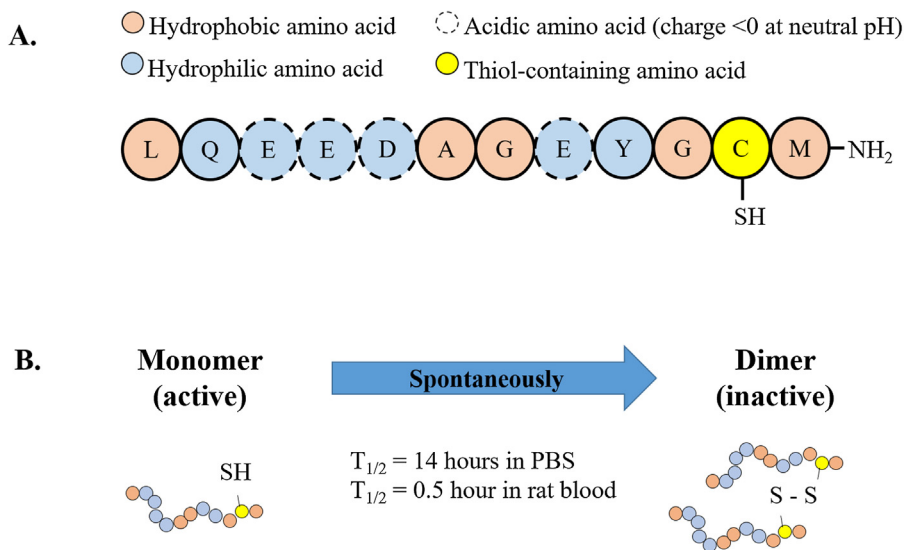 A.
Hydrophobic amino acid
Acidic amino acid (charge <0 at neutral pH)
Hydrophilic amino acid
Thiol-containing amino acid
L Q E E D A G E Y G C M NH₂
SH
B.
Monomer
(active)
Spontaneously
Dimer
(inactive)
SH
T₁/₂ = 14 hours in PBS
T₁/₂ = 0.5 hour in rat blood
S - S